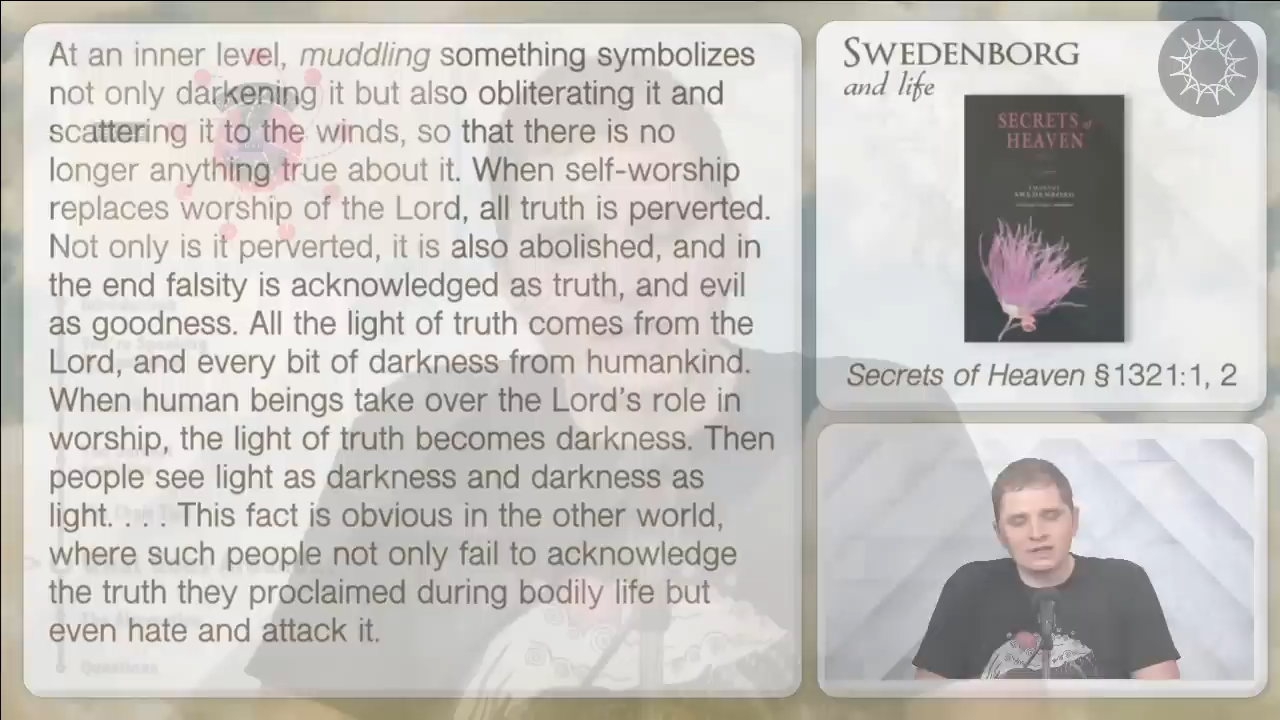 At an inner level, muddling something symbolizes
not only darkening it but also obliterating it and
scattering it to the winds, so that there is no
longer anything true about it. When self-worship
replaces worship of the Lord, all truth is perverted.
Not only is it perverted, it is also abolished, and in
the end falsity is acknowledged as truth, and evil
as goodness. All the light of truth comes from the
Lord, and every bit of darkness from humankind.
When human beings take over the Lord's role in
worship, the light of truth becomes darkness. Then
people see light as darkness and darkness as
light. . . . This fact is obvious in the other world,
where such people not only fail to acknowledge
the truth they proclaimed during bodily life but
even hate and attack it.
Questions
SWEDENBORG
and life
SECRETS of
HEAVEN
EMANUEL
SWEDENBORG
Secrets of Heaven §1321:1, 2